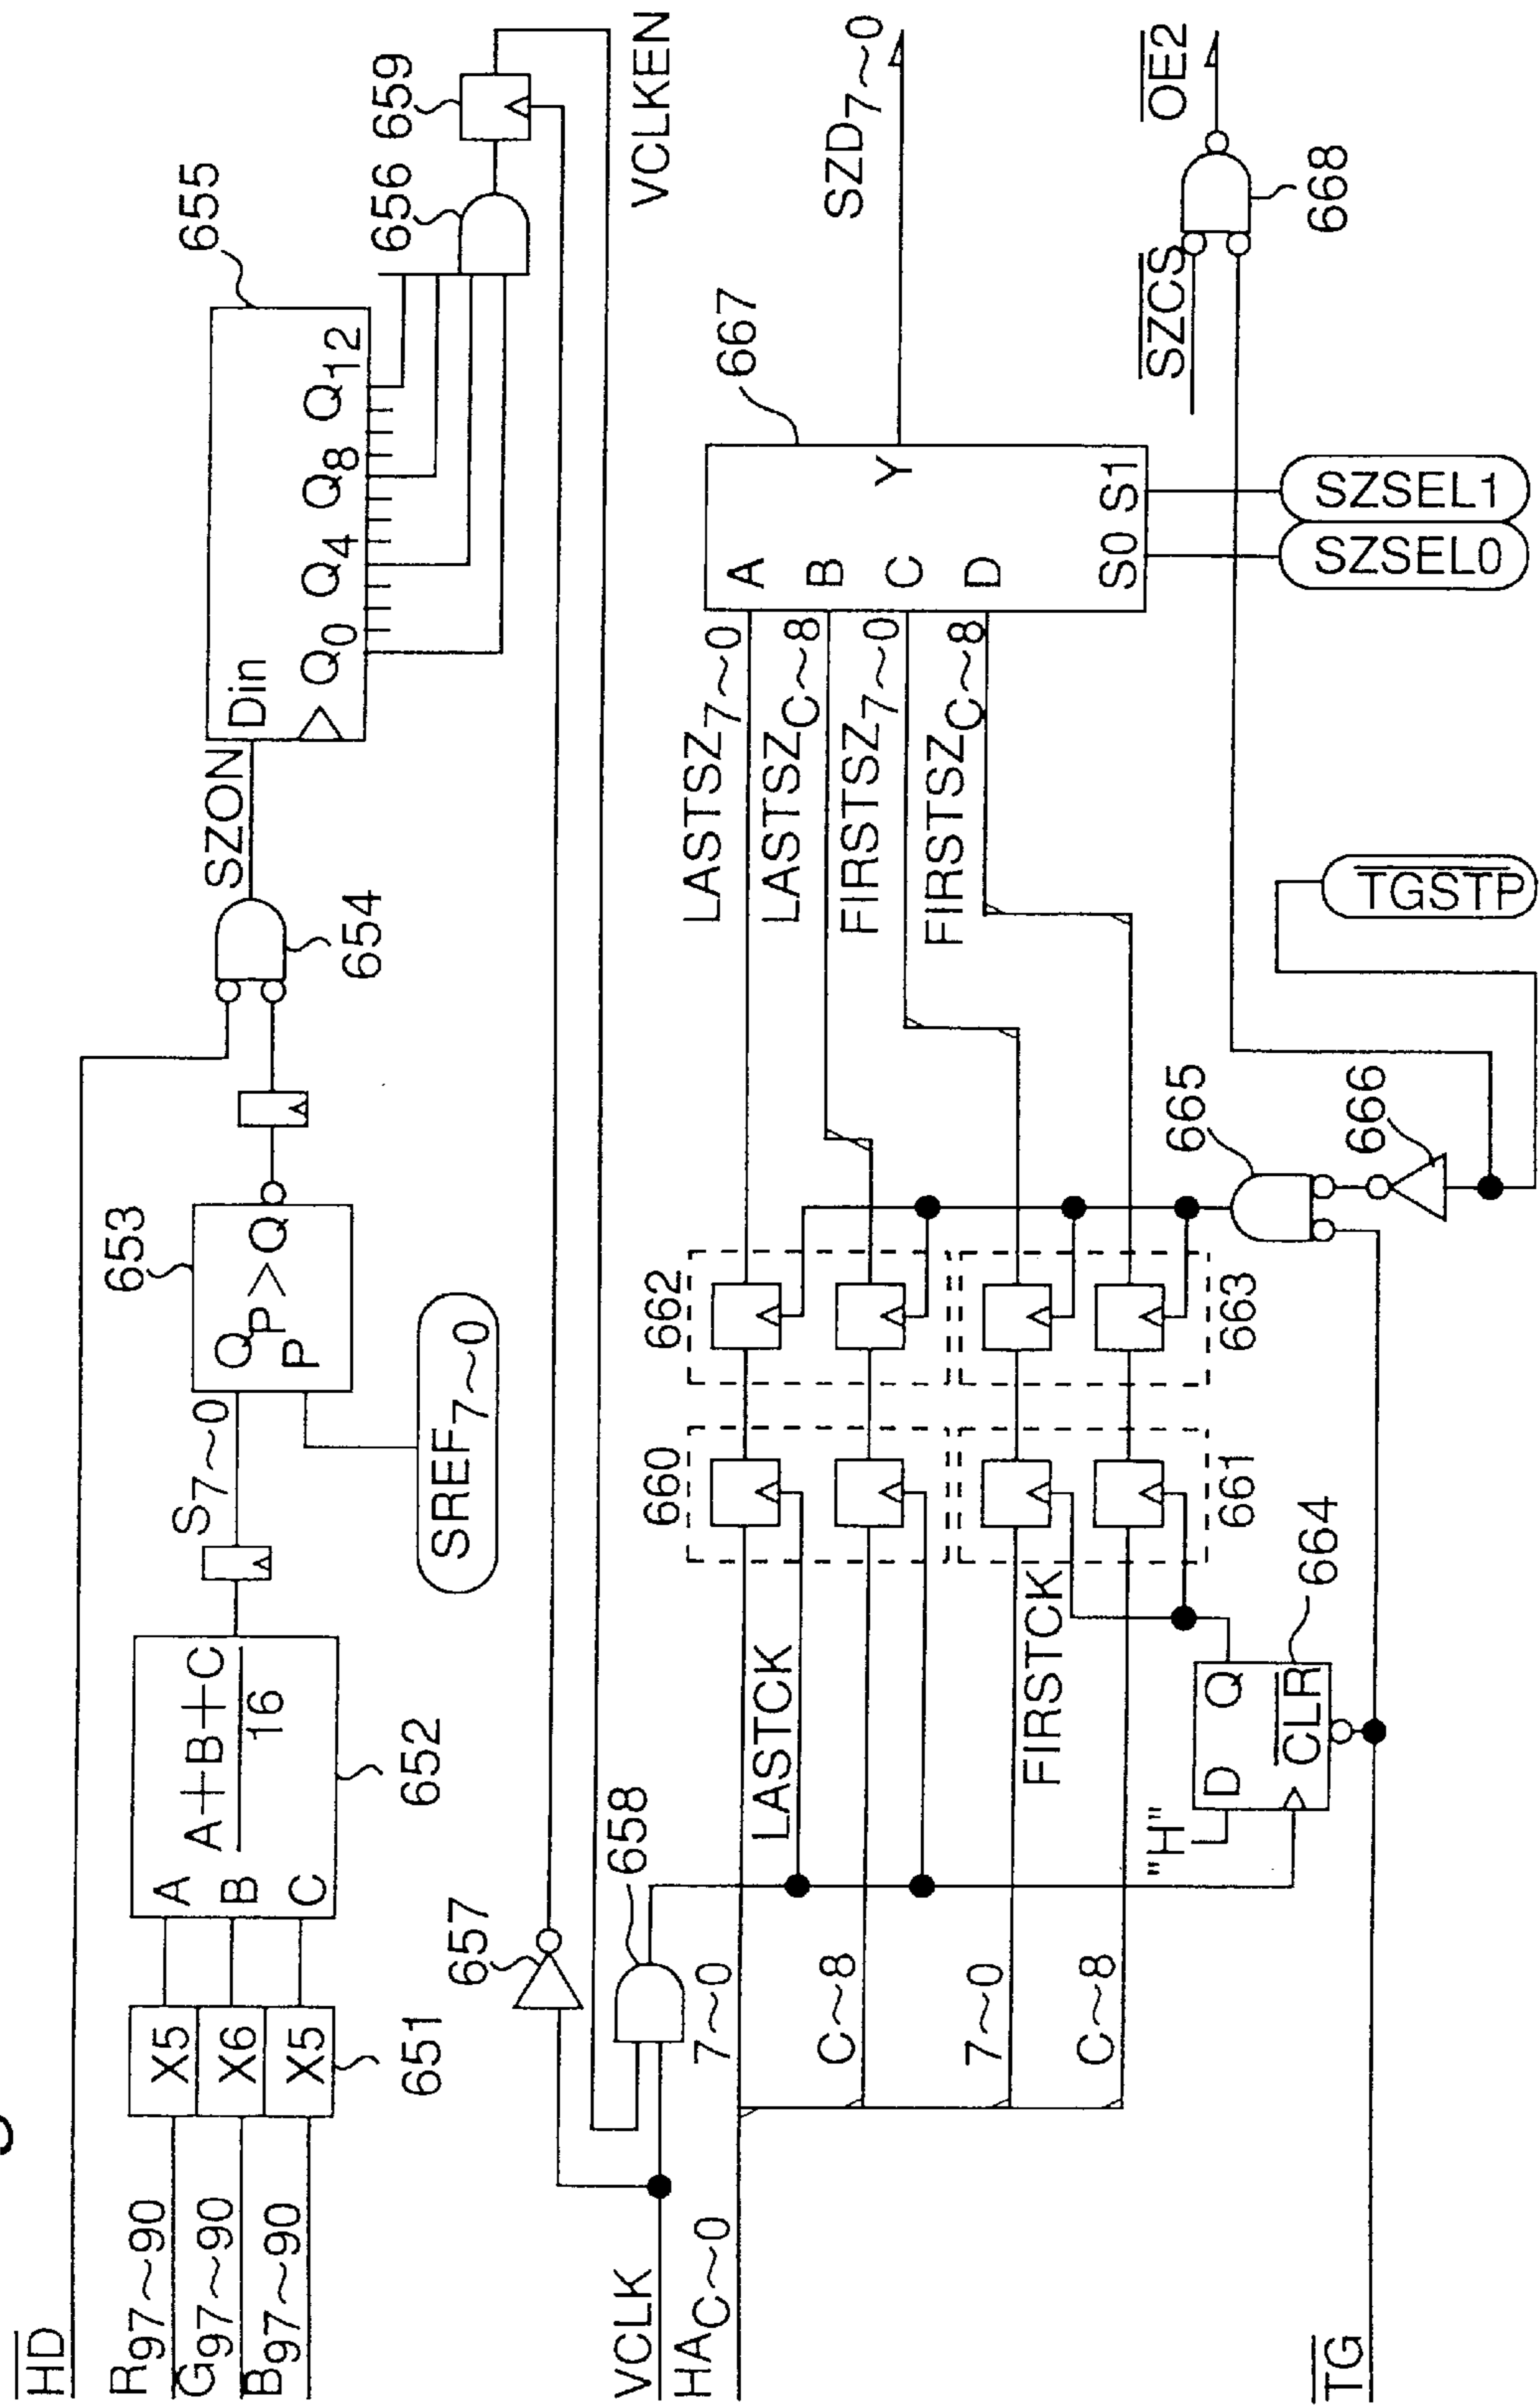 HD
R97~90
G97~90
B97~90
X5
X6
X5
651
A
B
C
A+B+C
16
652
S7~0
SREF7~0
653
Q
P
P>Q
654
SZON
655
Din
Q0
Q4
Q8
Q12
656
659
VCLKEN
657
658
VCLK
HAC~0
7~0
C~8
7~0
C~8
LASTCK
FIRSTCK
"H"
D
Q
CLR
664
660
661
662
663
665
666
TGSTP
TG
LASTSZ7~0
LASTSZC~8
FIRSTSZ7~0
FIRSTSZC~8
667
A
B
C
D
Y
S0
S1
SZSEL0
SZSEL1
SZD7~0
SZCS
668
OE2